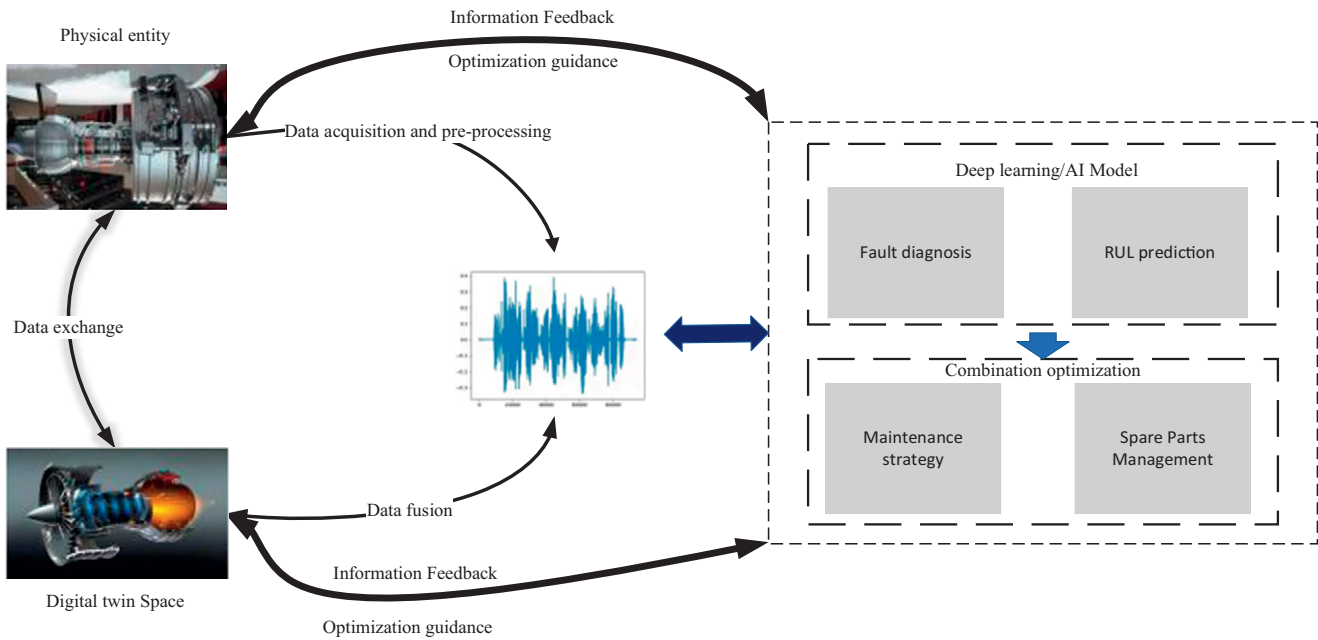 Information Feedback
Physical entity
Optimization guidance
Data acquisition and pre-processing
Deep learning/AI Model
Fault diagnosis
RUL prediction
Data exchange
Combination optimization
Maintenance
strategy
Spare Parts
Management
Data fusion
Information Feedback
Digital twin Space
Optimization guidance